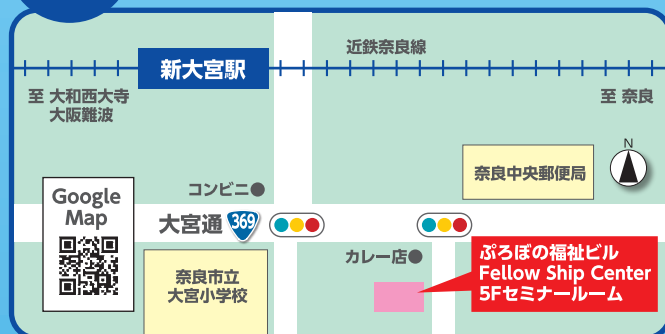 近鉄奈良線
新大宮駅
至 大和西大寺
大阪難波
至 奈良
N
奈良中央郵便局
Google
Map
コンビニ
大宮通
369
カレー店
奈良市立
大宮小学校
ぷろぼの福祉ビル
Fellow Ship Center
5Fセミナールーム